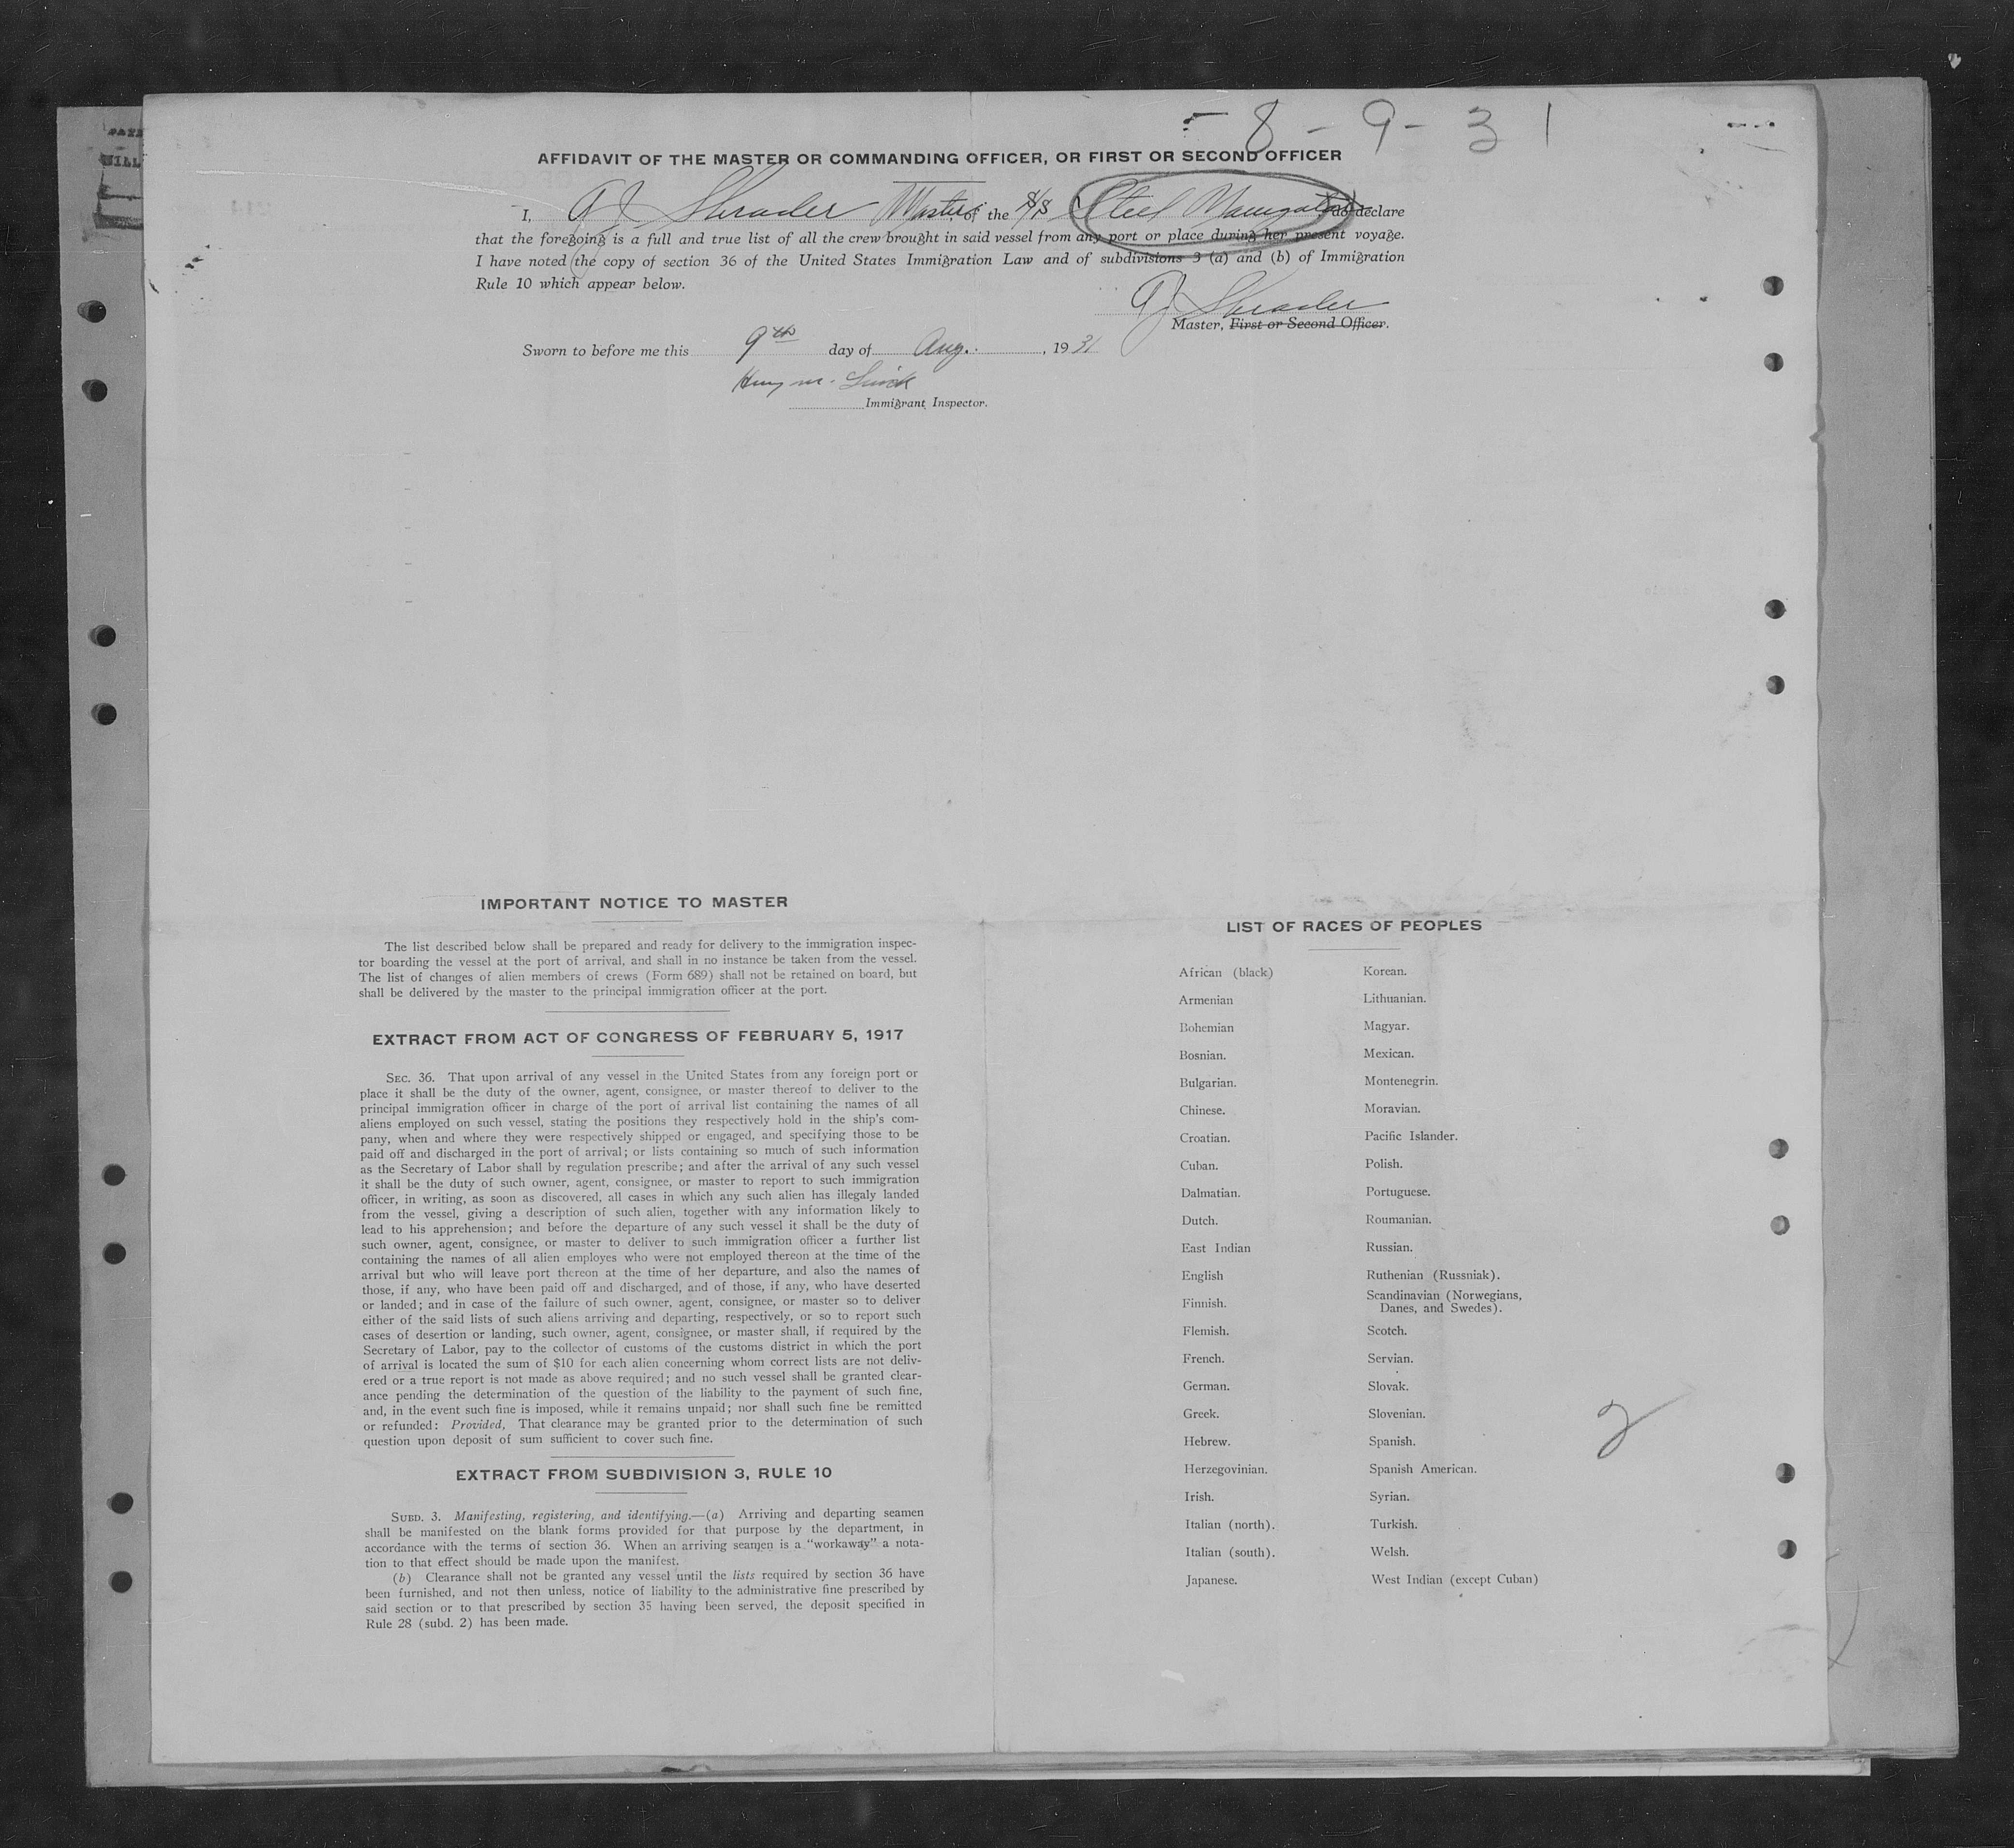 8-9-31
AFFIDAVIT OF THE MASTER OR COMMANDING OFFICER, OR FIRST OR SECOND OFFICER
I, A J Shrader Master of the S/S Steel Navigator do declare
that the foregoing is a full and true list of all the crew brought in said vessel from any port or place during her present voyage.
I have noted the copy of section 36 of the United States Immigration Law and of subdivisions 3 (a) and (b) of Immigration
Rule 10 which appear below.
A J Shrader
Master, First or Second Officer.
Sworn to before me this 9th day of Aug. , 1931
Immigrant Inspector.
IMPORTANT NOTICE TO MASTER
The list described below shall be prepared and ready for delivery to the immigration inspec-
tor boarding the vessel at the port of arrival, and shall in no instance be taken from the vessel.
The list of changes of alien members of crews (Form 689) shall not be retained on board, but
shall be delivered by the master to the principal immigration officer at the port.
EXTRACT FROM ACT OF CONGRESS OF FEBRUARY 5, 1917
SEC. 36. That upon arrival of any vessel in the United States from any foreign port or
place it shall be the duty of the owner, agent, consignee, or master thereof to deliver to the
principal immigration officer in charge of the port of arrival list containing the names of all
aliens employed on such vessel, stating the positions they respectively hold in the ship's com-
pany, when and where they were respectively shipped or engaged, and specifying those to be
paid off and discharged in the port of arrival; or lists containing so much of such information
as the Secretary of Labor shall by regulation prescribe; and after the arrival of any such vessel
it shall be the duty of such owner, agent, consignee, or master to report to such immigration
officer, in writing, as soon as discovered, all cases in which any such alien has illegaly landed
from the vessel, giving a description of such alien, together with any information likely to
lead to his apprehension; and before the departure of any such vessel it shall be the duty of
such owner, agent, consignee, or master to deliver to such immigration officer a further list
containing the names of all alien employes who were not employed thereon at the time of the
arrival but who will leave port thereon at the time of her departure, and also the names of
those, if any, who have been paid off and discharged, and of those, if any, who have deserted
or landed; and in case of the failure of such owner, agent, consignee, or master so to deliver
either of the said lists of such aliens arriving and departing, respectively, or so to report such
cases of desertion or landing, such owner, agent, consignee, or master shall, if required by the
Secretary of Labor, pay to the collector of customs of the customs district in which the port
of arrival is located the sum of $10 for each alien concerning whom correct lists are not deliv-
ered or a true report is not made as above required; and no such vessel shall be granted clear-
ance pending the determination of the question of the liability to the payment of such fine,
and, in the event such fine is imposed, while it remains unpaid; nor shall such fine be remitted
or refunded: Provided, That clearance may be granted prior to the determination of such
question upon deposit of sum sufficient to cover such fine.
EXTRACT FROM SUBDIVISION 3, RULE 10
SUBD. 3. Manifesting, registering, and identifying.—(a) Arriving and departing seamen
shall be manifested on the blank forms provided for that purpose by the department, in
accordance with the terms of section 36. When an arriving seamen is a "workaway" a nota-
tion to that effect should be made upon the manifest.
(b) Clearance shall not be granted any vessel until the lists required by section 36 have
been furnished, and not then unless, notice of liability to the administrative fine prescribed by
said section or to that prescribed by section 35 having been served, the deposit specified in
Rule 28 (subd. 2) has been made.
LIST OF RACES OF PEOPLES
African (black) Korean.
Armenian Lithuanian.
Bohemian Magyar.
Bosnian. Mexican.
Bulgarian. Montenegrin.
Chinese. Moravian.
Croatian. Pacific Islander.
Cuban. Polish.
Dalmatian. Portuguese.
Dutch. Roumanian.
East Indian Russian.
English Ruthenian (Russniak).
Finnish. Scandinavian (Norwegians,
Danes, and Swedes).
Flemish. Scotch.
French. Servian.
German. Slovak.
Greek. Slovenian.
Hebrew. Spanish.
Herzegovinian. Spanish American.
Irish. Syrian.
Italian (north). Turkish.
Italian (south). Welsh.
Japanese. West Indian (except Cuban)
2